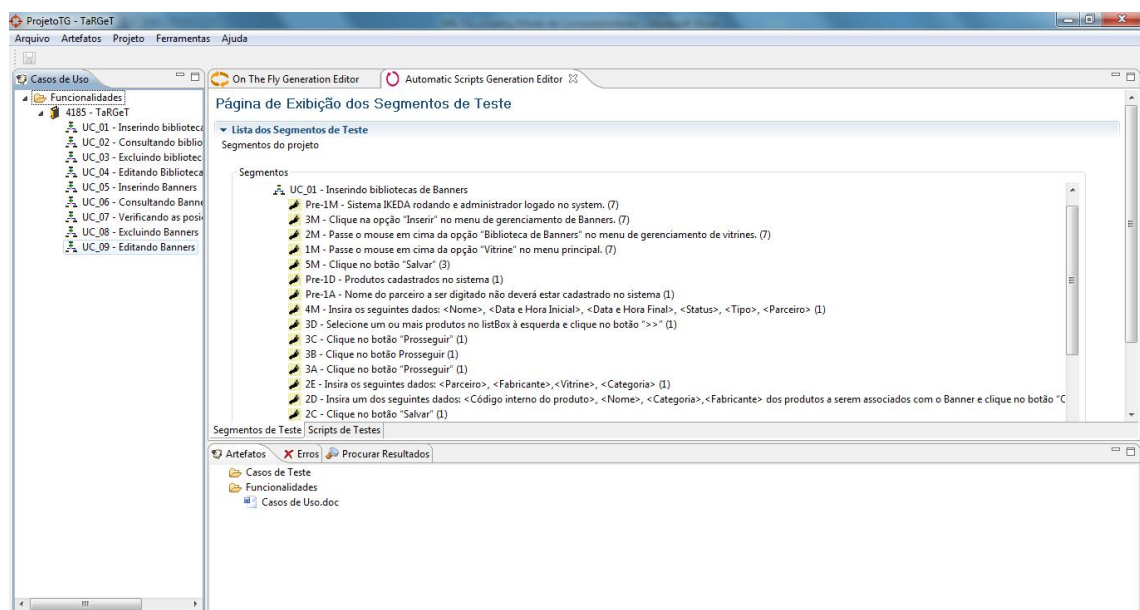 ProjetoTG - TaRGeT
Arquivo Artefatos Projeto Ferramentas Ajuda
Casos de Uso
Funcionalidades
4185 - TaRGeT
UC_01 - Inserindo biblioteca
UC_02 - Consultando biblio
UC_03 - Excluindo bibliotec
UC_04 - Editando Biblioteca
UC_05 - Inserindo Banners
UC_06 - Consultando Banne
UC_07 - Verificando as posi
UC_08 - Excluindo Banners
UC_09 - Editando Banners
On The Fly Generation Editor
Automatic Scripts Generation Editor
Página de Exibição dos Segmentos de Teste
Lista dos Segmentos de Teste
Segmentos do projeto
Segmentos
UC_01 - Inserindo bibliotecas de Banners
Pre-1M - Sistema IKEDA rodando e administrador logado no system. (7)
3M - Clique na opção "Inserir" no menu de gerenciamento de Banners. (7)
2M - Passe o mouse em cima da opção "Biblioteca de Banners" no menu de gerenciamento de vitrines. (7)
1M - Passe o mouse em cima da opção "Vitrine" no menu principal. (7)
5M - Clique no botão "Salvar" (3)
Pre-1D - Produtos cadastrados no sistema (1)
Pre-1A - Nome do parceiro a ser digitado não deverá estar cadastrado no sistema (1)
4M - Insira os seguintes dados: <Nome>, <Data e Hora Inicial>, <Data e Hora Final>, <Status>, <Tipo>, <Parceiro> (1)
3D - Selecione um ou mais produtos no listBox à esquerda e clique no botão ">>" (1)
3C - Clique no botão "Prosseguir" (1)
3B - Clique no botão Prosseguir (1)
3A - Clique no botão "Prosseguir" (1)
2E - Insira os seguintes dados: <Parceiro>, <Fabricante>,<Vitrine>, <Categoria> (1)
2D - Insira um dos seguintes dados: <Código interno do produto>, <Nome>, <Categoria>,<Fabricante> dos produtos a serem associados com o Banner e clique no botão "C
2C - Clique no botão "Salvar" (1)
Segmentos de Teste Scripts de Testes
Artefatos Erros Procurar Resultados
Casos de Teste
Funcionalidades
Casos de Uso.doc